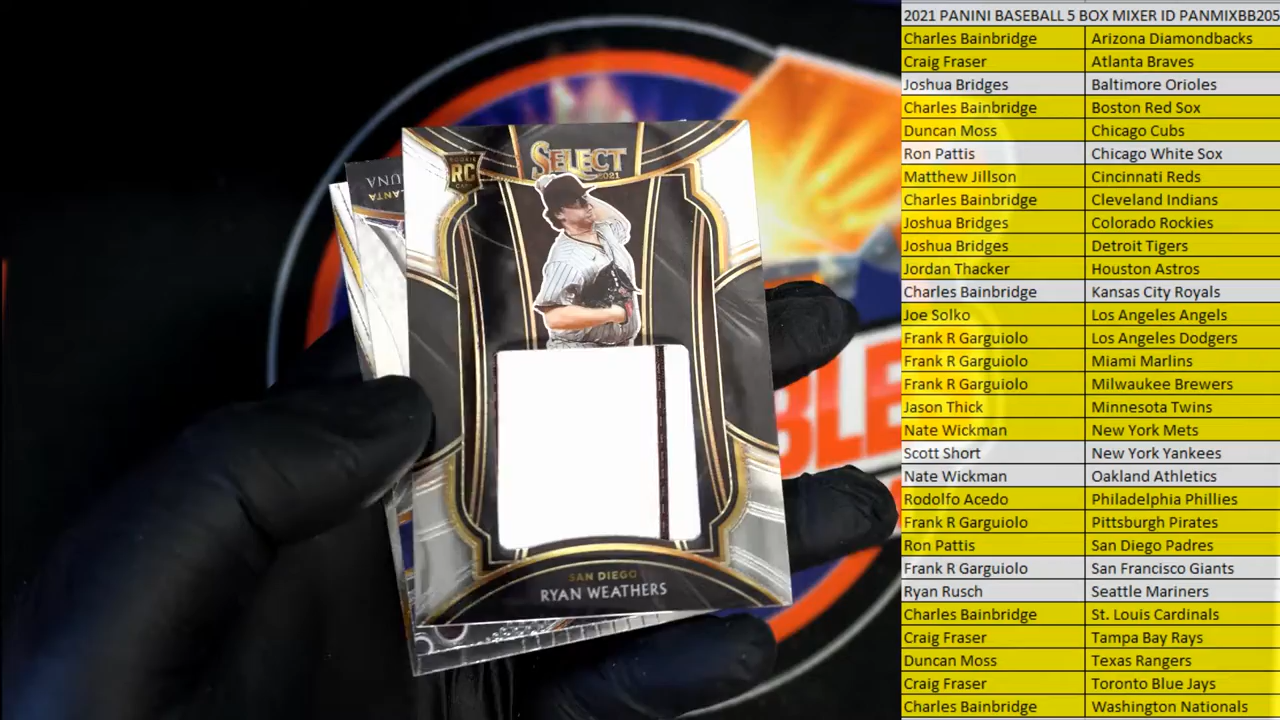 2021 PANINI BASEBALL 5 BOX MIXER ID PANMIXBB205
Charles Bainbridge Arizona Diamondbacks
Craig Fraser Atlanta Braves
Joshua Bridges Baltimore Orioles
Charles Bainbridge Boston Red Sox
Duncan Moss Chicago Cubs
Ron Pattis Chicago White Sox
Matthew Jillson Cincinnati Reds
Charles Bainbridge Cleveland Indians
Joshua Bridges Colorado Rockies
Joshua Bridges Detroit Tigers
Jordan Thacker Houston Astros
Charles Bainbridge Kansas City Royals
Joe Solko Los Angeles Angels
Frank R Garguiolo Los Angeles Dodgers
Frank R Garguiolo Miami Marlins
Frank R Garguiolo Milwaukee Brewers
Jason Thick Minnesota Twins
Nate Wickman New York Mets
Scott Short New York Yankees
Nate Wickman Oakland Athletics
Rodolfo Acedo Philadelphia Phillies
Frank R Garguiolo Pittsburgh Pirates
Ron Pattis San Diego Padres
Frank R Garguiolo San Francisco Giants
Ryan Rusch Seattle Mariners
Charles Bainbridge St. Louis Cardinals
Craig Fraser Tampa Bay Rays
Duncan Moss Texas Rangers
Craig Fraser Toronto Blue Jays
Charles Bainbridge Washington Nationals
ROOKIE
RC
CARD
SELECT
2021
SAN DIEGO
RYAN WEATHERS
LANTA
UNA
BLE